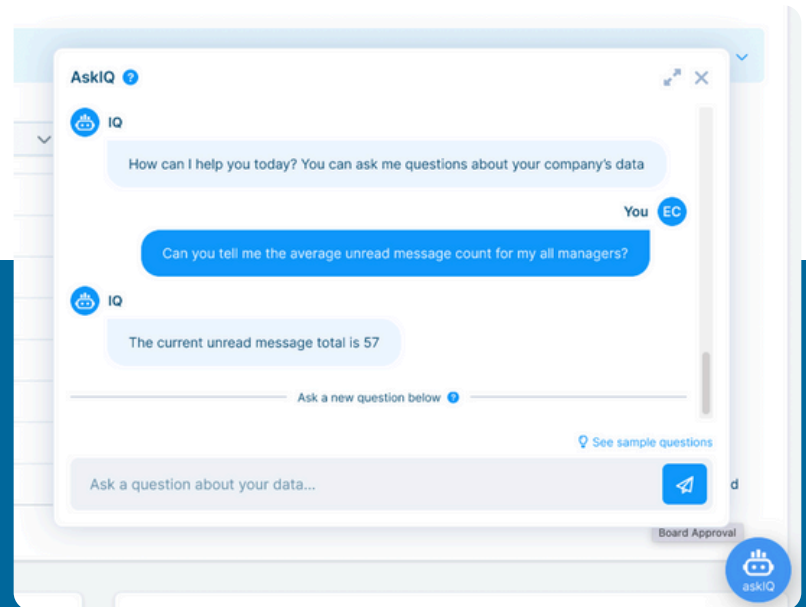 AskIQ ?
IQ
How can I help you today? You can ask me questions about your company's data
You EC
Can you tell me the average unread message count for my all managers?
IQ
The current unread message total is 57
Ask a new question below ?
See sample questions
Ask a question about your data...
d
Board Approval
askIQ